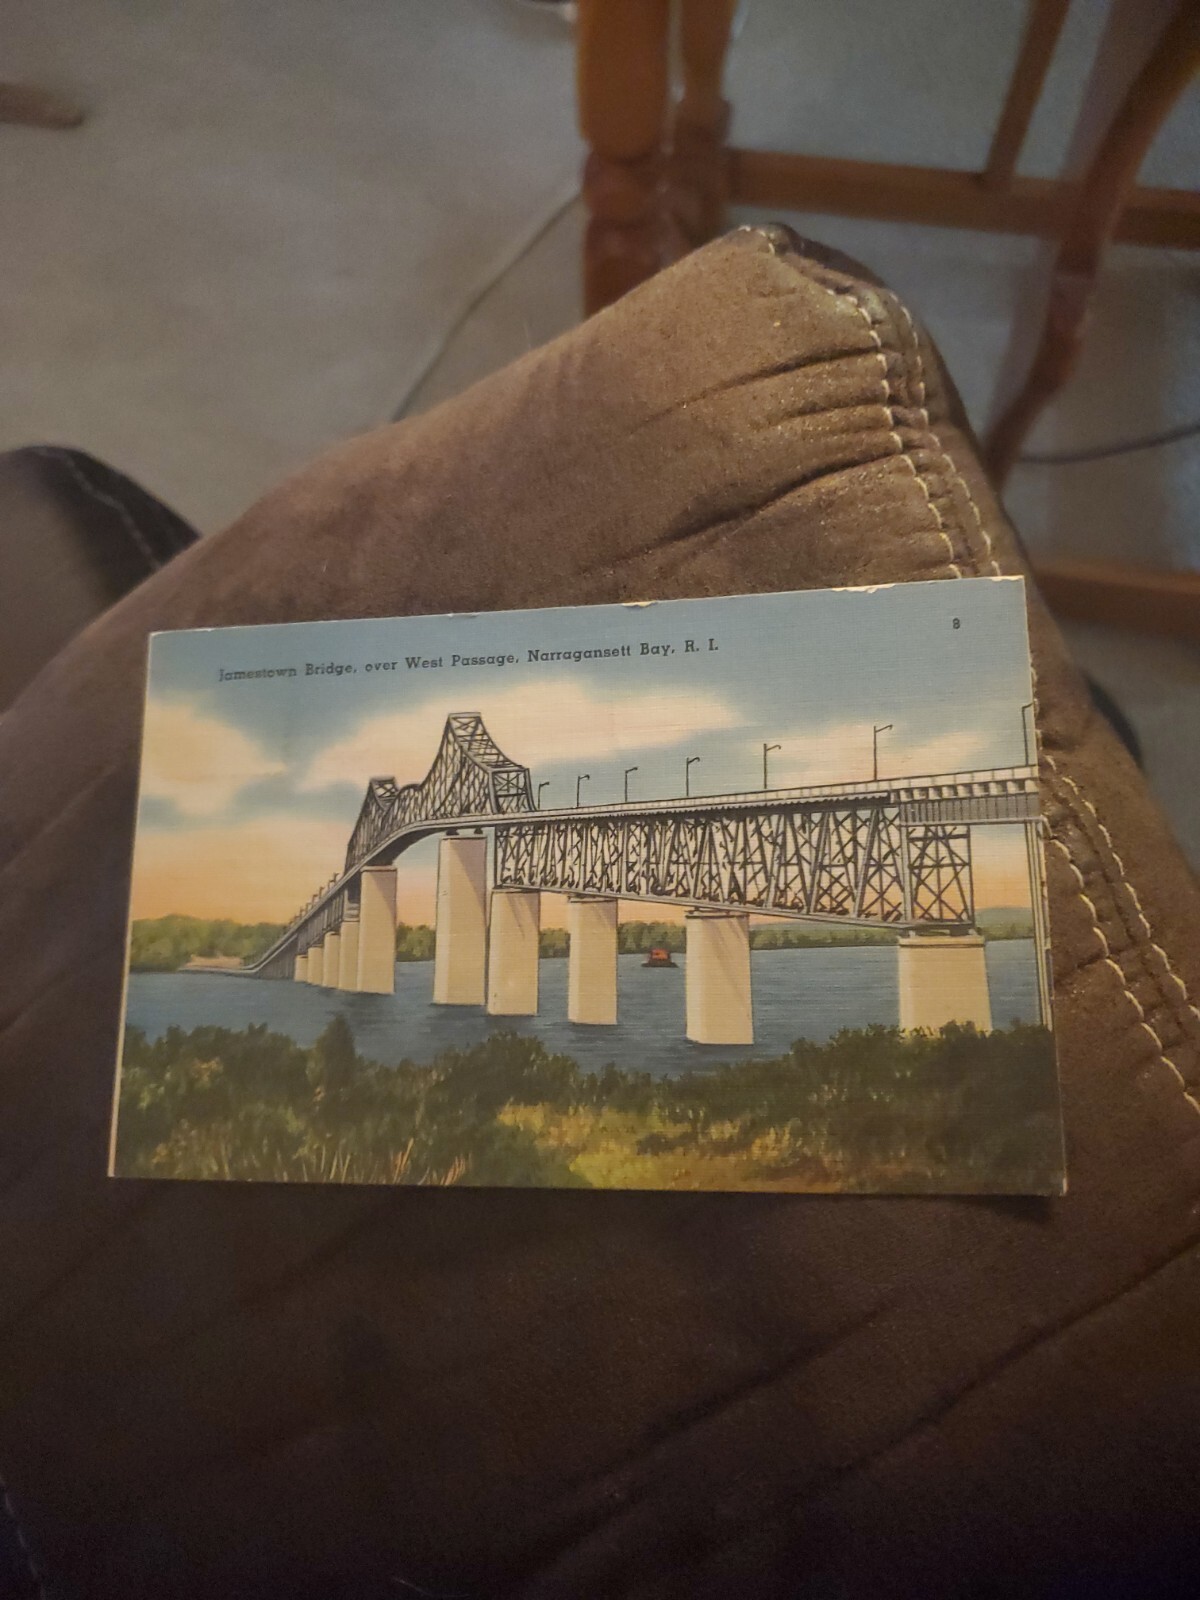 8
Jamestown Bridge, over West Passage, Narragansett Bay, R. I.